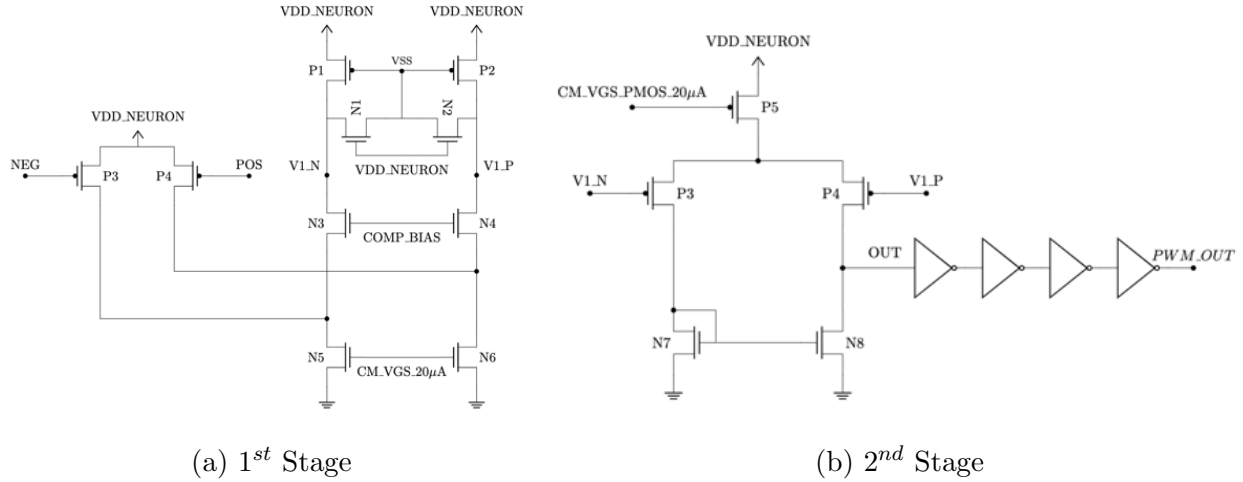 VDD_NEURON VDD_NEURON
P1 VSS P2
N1 N2
VDD_NEURON
NEG P3 P4 POS
V1_N VDD_NEURON V1_P
N3 N4
COMP_BIAS
N5 N6
CM_VGS_20μA
(a) 1st Stage
VDD_NEURON
CM_VGS_PMOS_20μA
P5
V1_N P3 P4 V1_P
OUT PWM_OUT
N7 N8
(b) 2nd Stage